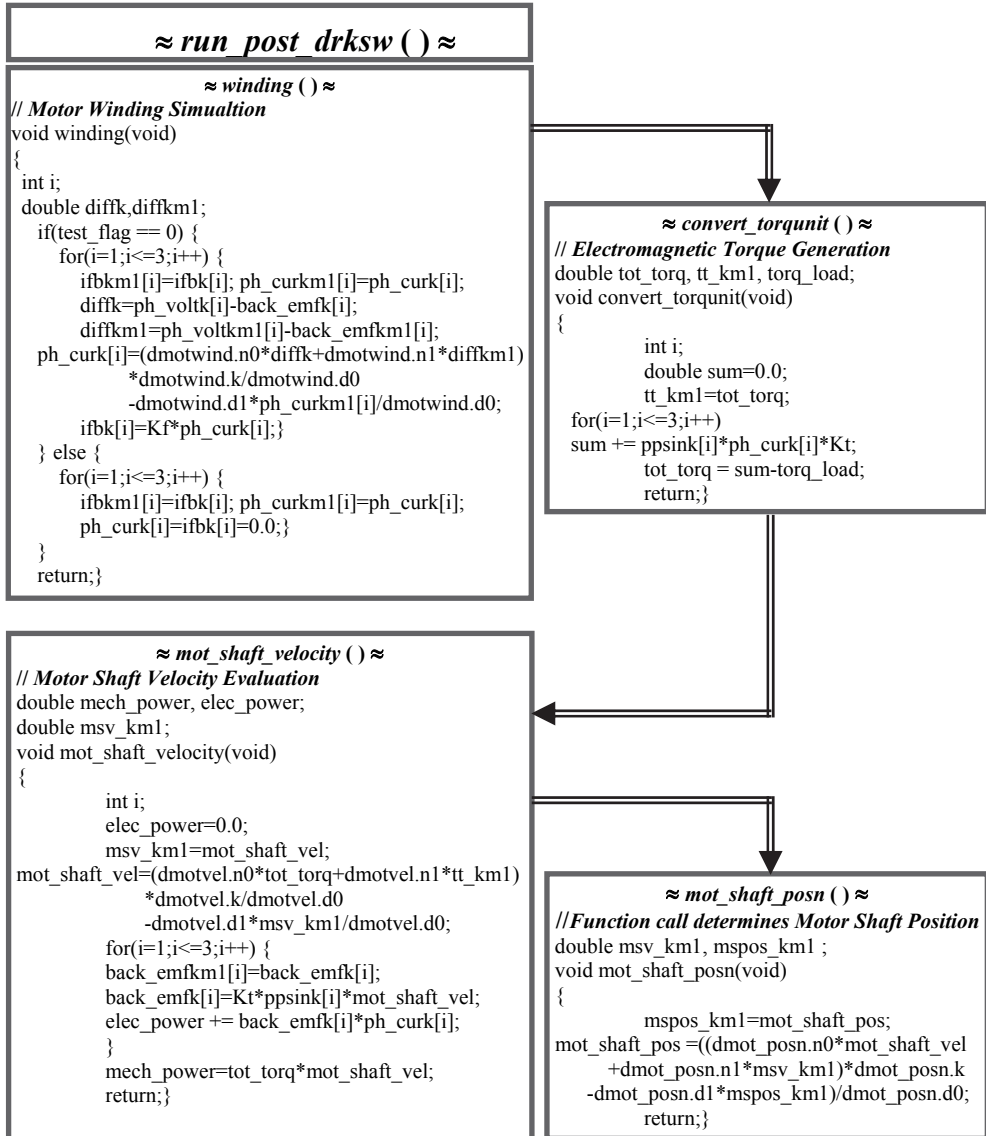 ≈ run_post_drksw ( ) ≈
≈ winding ( ) ≈
// Motor Winding Simualtion
void winding(void)
{
int i;
double diffk,diffkm1;
if(test_flag == 0) {
for(i=1;i<=3;i++) {
ifbkm1[i]=ifbk[i]; ph_curkm1[i]=ph_curk[i];
diffk=ph_voltk[i]-back_emfk[i];
diffkm1=ph_voltkm1[i]-back_emfkm1[i];
ph_curk[i]=(dmotwind.n0*diffk+dmotwind.n1*diffkm1)
*dmotwind.k/dmotwind.d0
-dmotwind.d1*ph_curkm1[i]/dmotwind.d0;
ifbk[i]=Kf*ph_curk[i];}
} else {
for(i=1;i<=3;i++) {
ifbkm1[i]=ifbk[i]; ph_curkm1[i]=ph_curk[i];
ph_curk[i]=ifbk[i]=0.0;}
}
return;}
≈ convert_torqunit ( ) ≈
// Electromagnetic Torque Generation
double tot_torq, tt_km1, torq_load;
void convert_torqunit(void)
{
int i;
double sum=0.0;
tt_km1=tot_torq;
for(i=1;i<=3;i++)
sum += ppsink[i]*ph_curk[i]*Kt;
tot_torq = sum-torq_load;
return;}
≈ mot_shaft_velocity ( ) ≈
// Motor Shaft Velocity Evaluation
double mech_power, elec_power;
double msv_km1;
void mot_shaft_velocity(void)
{
int i;
elec_power=0.0;
msv_km1=mot_shaft_vel;
mot_shaft_vel=(dmotvel.n0*tot_torq+dmotvel.n1*tt_km1)
*dmotvel.k/dmotvel.d0
-dmotvel.d1*msv_km1/dmotvel.d0;
for(i=1;i<=3;i++) {
back_emfkm1[i]=back_emfk[i];
back_emfk[i]=Kt*ppsink[i]*mot_shaft_vel;
elec_power += back_emfk[i]*ph_curk[i];
}
mech_power=tot_torq*mot_shaft_vel;
return;}
≈ mot_shaft_posn ( ) ≈
//Function call determines Motor Shaft Position
double msv_km1, mspos_km1 ;
void mot_shaft_posn(void)
{
mspos_km1=mot_shaft_pos;
mot_shaft_pos =((dmot_posn.n0*mot_shaft_vel
+dmot_posn.n1*msv_km1)*dmot_posn.k
-dmot_posn.d1*mspos_km1)/dmot_posn.d0;
return;}